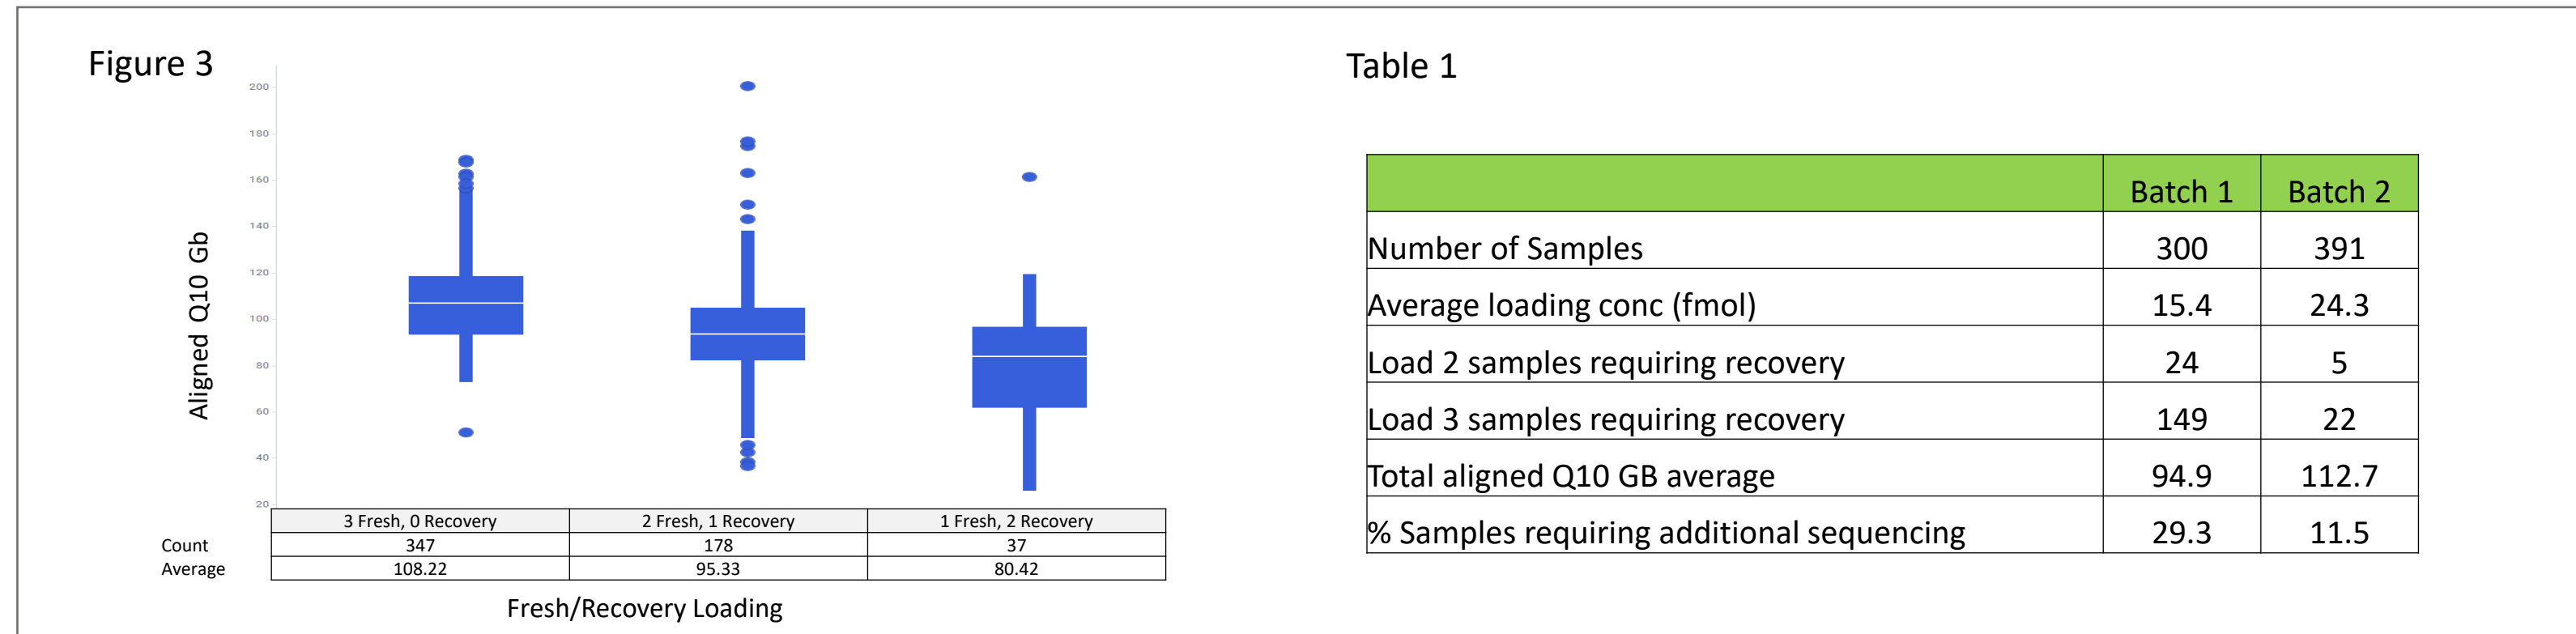 Figure 3
Aligned Q10 Gb
200
180
160
140
120
100
80
60
40
20
3 Fresh, 0 Recovery 2 Fresh, 1 Recovery 1 Fresh, 2 Recovery
Count 347 178 37
Average 108.22 95.33 80.42
Fresh/Recovery Loading
Table 1
Batch 1 Batch 2
Number of Samples 300 391
Average loading conc (fmol) 15.4 24.3
Load 2 samples requiring recovery 24 5
Load 3 samples requiring recovery 149 22
Total aligned Q10 GB average 94.9 112.7
% Samples requiring additional sequencing 29.3 11.5